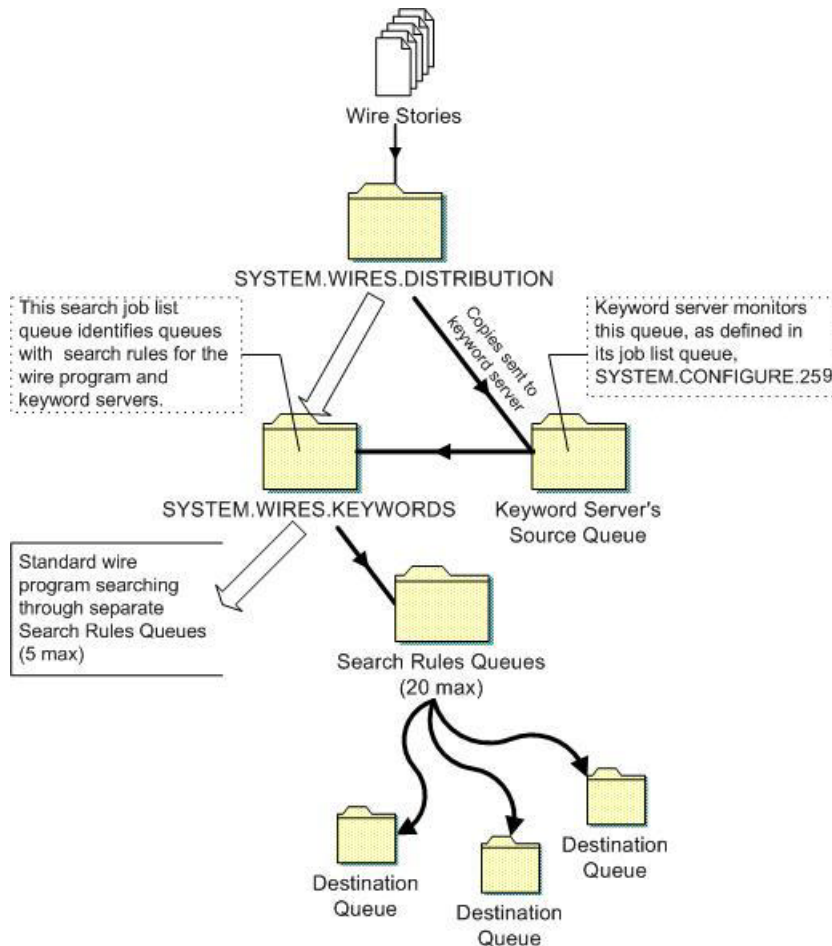 Wire Stories
SYSTEM.WIRES.DISTRIBUTION
This search job list
queue identifies queues
with search rules for the
wire program and
keyword servers.
Copies sent to
keyword server
Keyword server monitors
this queue, as defined in
its job list queue,
SYSTEM.CONFIGURE.259
SYSTEM.WIRES.KEYWORDS
Keyword Server's
Source Queue
Standard wire
program searching
through separate
Search Rules Queues
(5 max)
Search Rules Queues
(20 max)
Destination
Queue
Destination
Queue
Destination
Queue